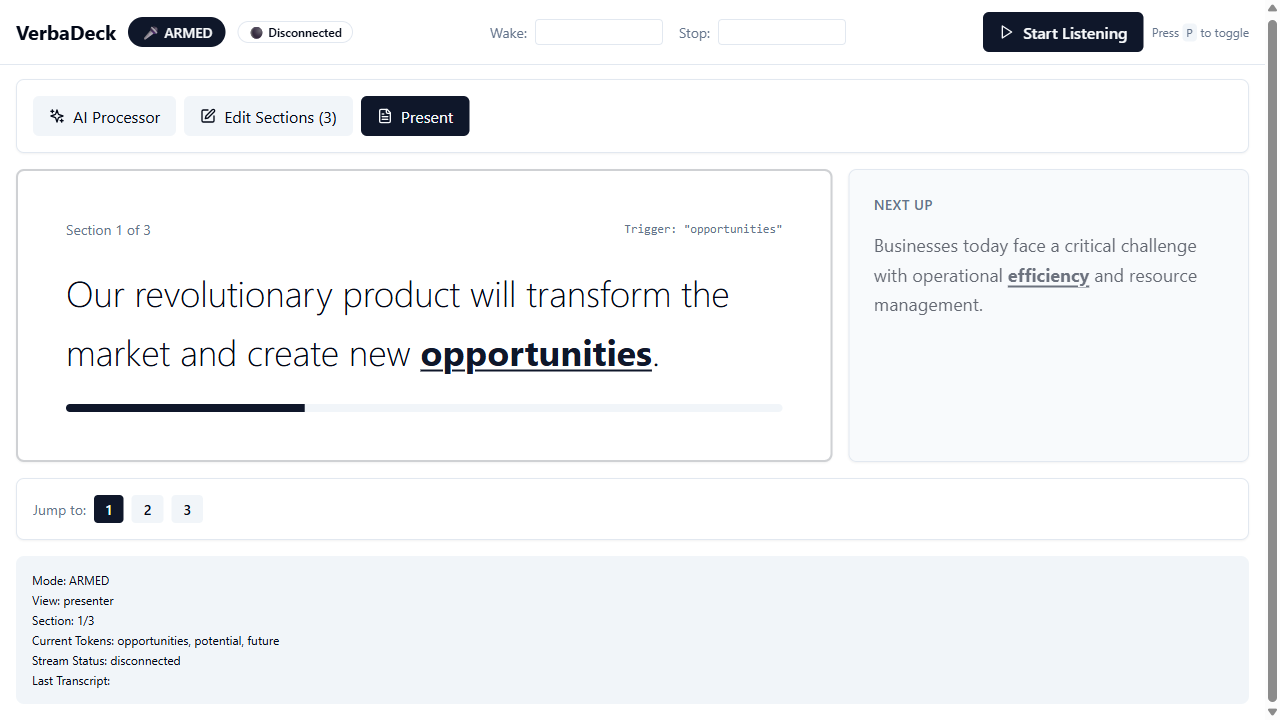 VerbaDeck
ARMED
Disconnected
Wake:
Stop:
Start Listening
Press P to toggle
AI Processor
Edit Sections (3)
Present
Section 1 of 3
Trigger: "opportunities"
Our revolutionary product will transform the
market and create new opportunities.
NEXT UP
Businesses today face a critical challenge
with operational efficiency and resource
management.
Jump to:
1
2
3
Mode: ARMED
View: presenter
Section: 1/3
Current Tokens: opportunities, potential, future
Stream Status: disconnected
Last Transcript: